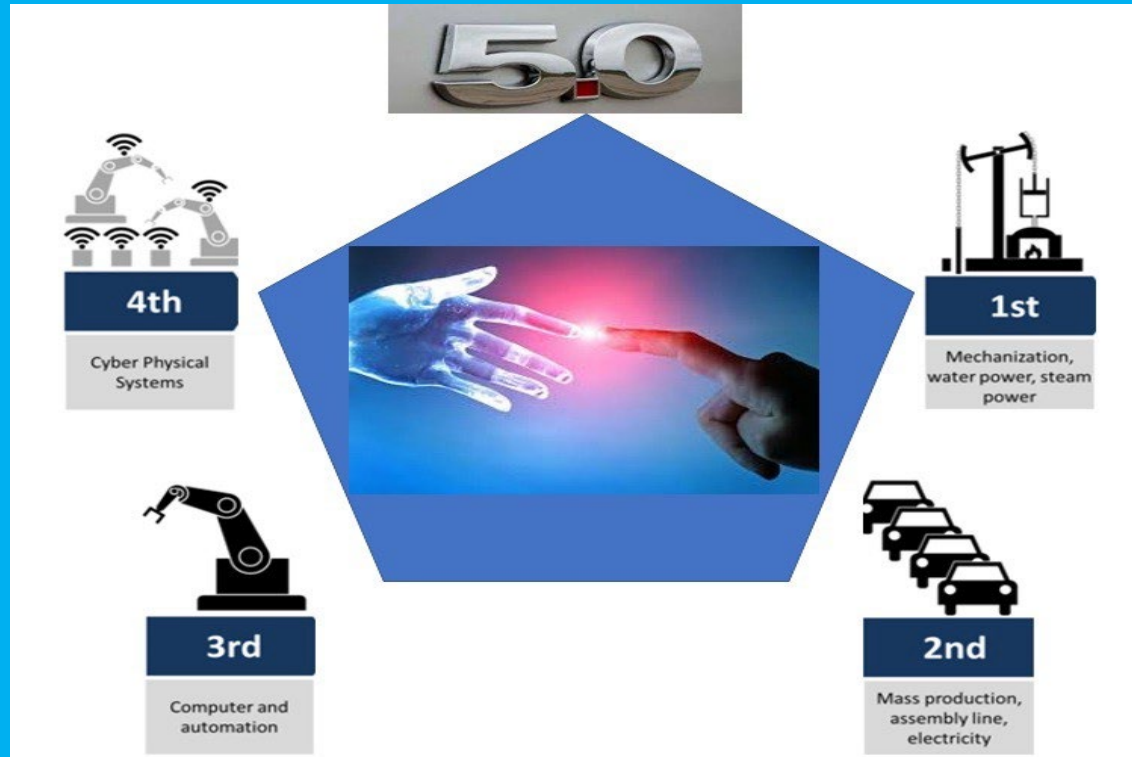 5.0
4th
Cyber Physical
Systems
1st
Mechanization,
water power, steam
power
3rd
Computer and
automation
2nd
Mass production,
assembly line,
electricity